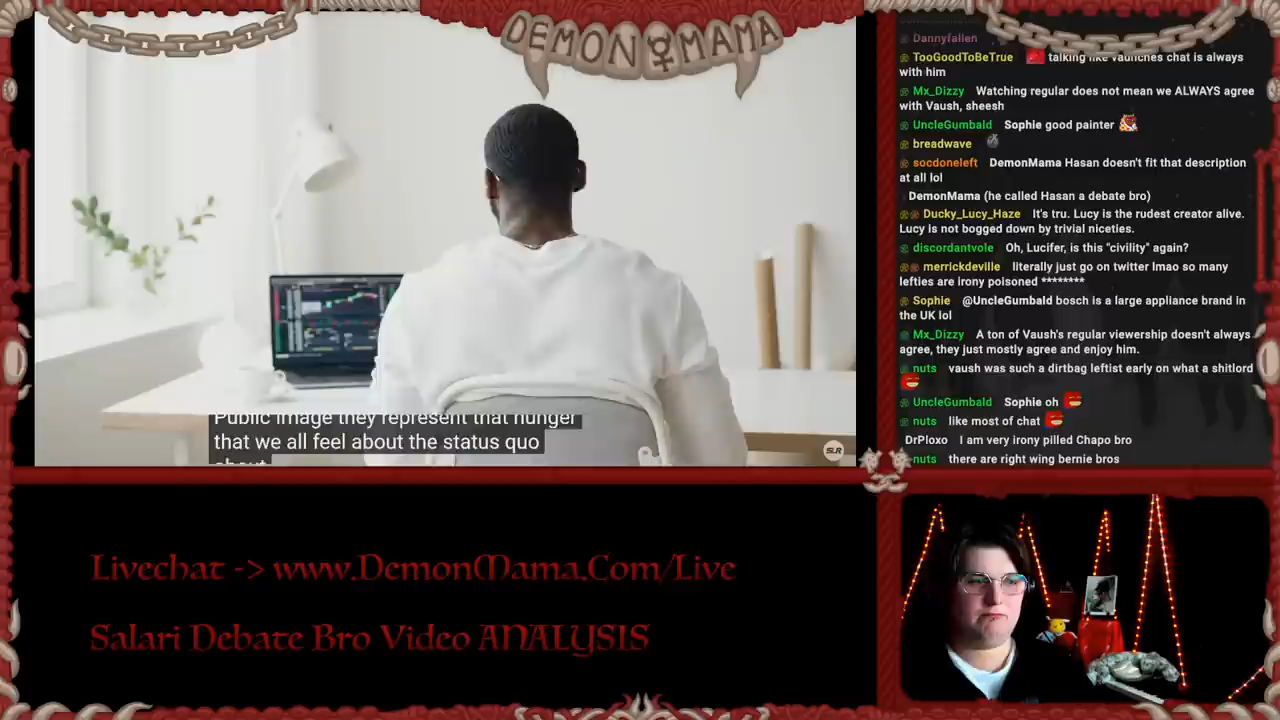 DEMON MAMA
Public image they represent that hunger
that we all feel about the status quo
about
SLR
Dannyfallen
TooGoodToBeTrue talking like vaunches chat is always
with him
Mx_Dizzy Watching regular does not mean we ALWAYS agree
with Vaush, sheesh
UncleGumbald Sophie good painter
breadwave
socdoneleft DemonMama Hasan doesn't fit that description
at all lol
DemonMama (he called Hasan a debate bro)
Ducky_Lucy_Haze It's tru. Lucy is the rudest creator alive.
Lucy is not bogged down by trivial niceties.
discordantvole Oh, Lucifer, is this "civility" again?
merrickdeville literally just go on twitter lmao so many
lefties are irony poisoned ********
Sophie @UncleGumbald bosch is a large appliance brand in
the UK lol
Mx_Dizzy A ton of Vaush's regular viewership doesn't always
agree, they just mostly agree and enjoy him.
nuts vaush was such a dirtbag leftist early on what a shitlord
UncleGumbald Sophie oh
nuts like most of chat
DrPloxo I am very irony pilled Chapo bro
nuts there are right wing bernie bros
Livechat -> www.DemonMama.Com/Live
Salari Debate Bro Video ANALYSIS